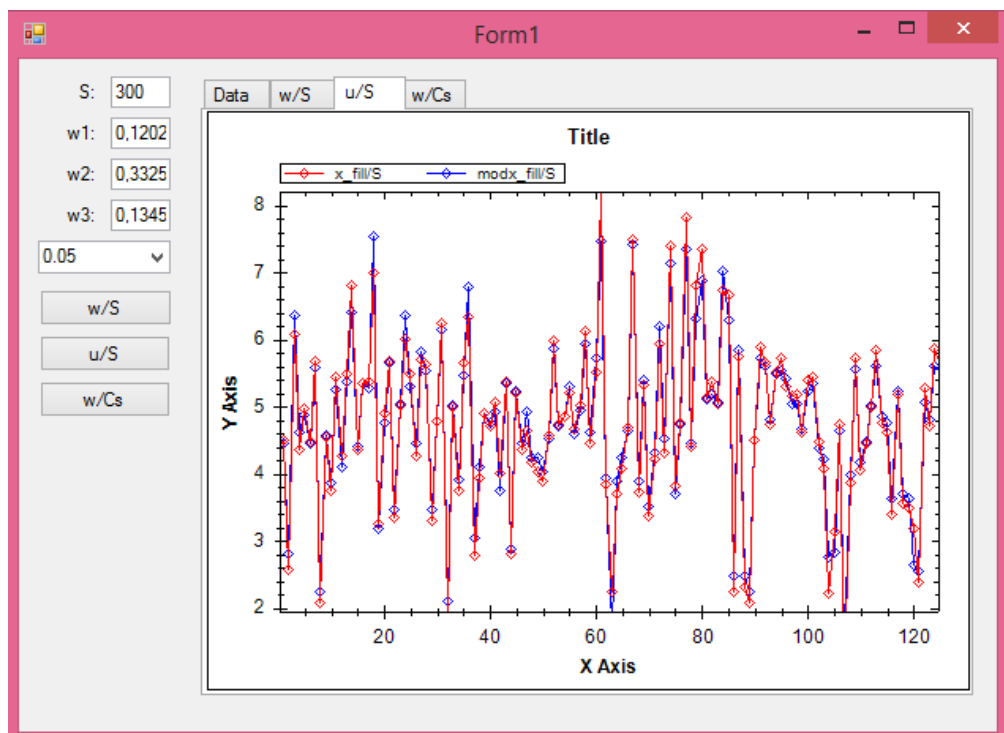 Form1
S: 300
w1: 0,1202
w2: 0,3325
w3: 0,1345
0.05
w/S
u/S
w/Cs
Data w/S u/S w/Cs
Title
x_fill/S modx_fill/S
Y Axis
8
7
6
5
4
3
2
20 40 60 80 100 120
X Axis